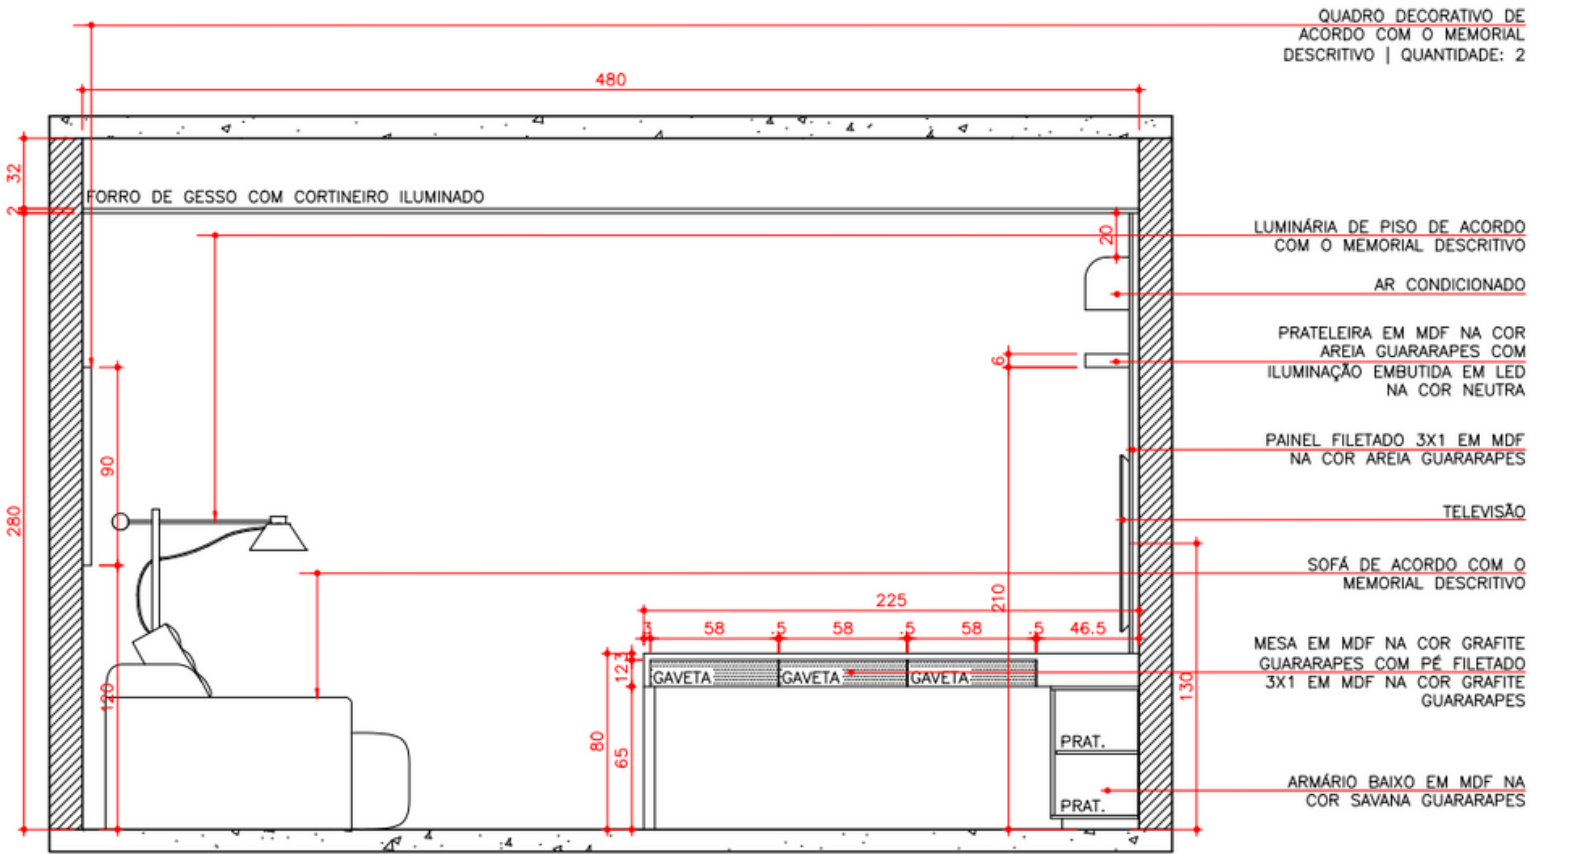 QUADRO DECORATIVO DE
ACORDO COM O MEMORIAL
DESCRITIVO | QUANTIDADE: 2
480
32
FORRO DE GESSO COM CORTINEIRO ILUMINADO
2
20
LUMINÁRIA DE PISO DE ACORDO
COM O MEMORIAL DESCRITIVO
AR CONDICIONADO
PRATELEIRA EM MDF NA COR
AREIA GUARARAPES COM
ILUMINAÇÃO EMBUTIDA EM LED
NA COR NEUTRA
6
90
PAINEL FILETADO 3X1 EM MDF
NA COR AREIA GUARARAPES
280
TELEVISÃO
SOFÁ DE ACORDO COM O
MEMORIAL DESCRITIVO
210
225
3 58 .5 58 .5 58 .5 46.5
MESA EM MDF NA COR GRAFITE
GUARARAPES COM PÉ FILETADO
3X1 EM MDF NA COR GRAFITE
GUARARAPES
3
12
GAVETA GAVETA GAVETA
120
130
80
65
PRAT.
PRAT.
ARMÁRIO BAIXO EM MDF NA
COR SAVANA GUARARAPES